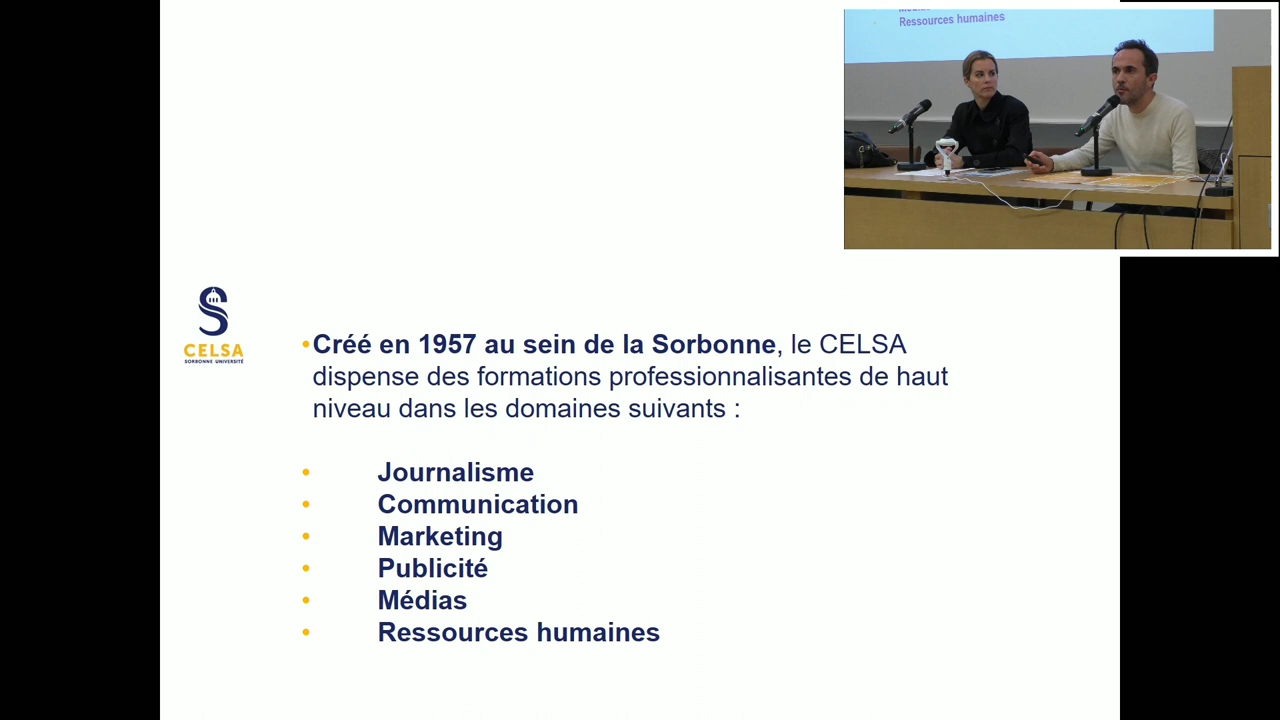 Ressources humaines
CELSA
SORBONNE UNIVERSITÉ
•Créé en 1957 au sein de la Sorbonne, le CELSA
dispense des formations professionnalisantes de haut
niveau dans les domaines suivants :
• Journalisme
• Communication
• Marketing
• Publicité
• Médias
• Ressources humaines